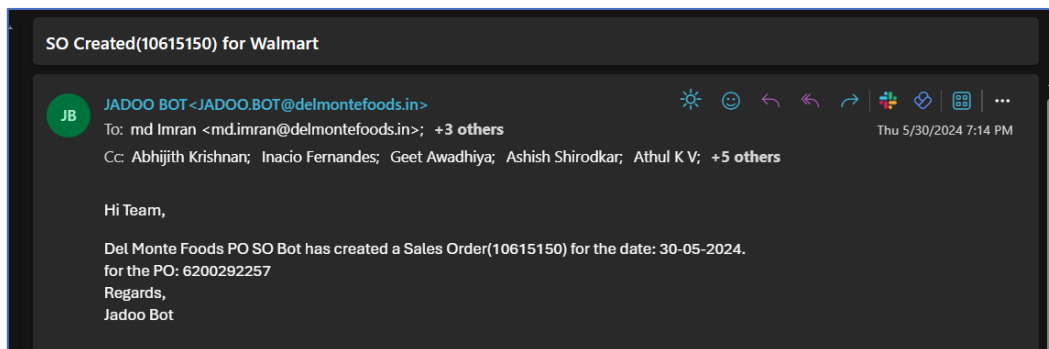 SO Created(10615150) for Walmart
JB
JADOO BOT<JADOO.BOT@delmontefoods.in>
To: md Imran <md.imran@delmontefoods.in>; +3 others
Thu 5/30/2024 7:14 PM
Cc: Abhijith Krishnan; Inacio Fernandes; Geet Awadhiya; Ashish Shirodkar; Athul K V; +5 others
Hi Team,
Del Monte Foods PO SO Bot has created a Sales Order(10615150) for the date: 30-05-2024.
for the PO: 6200292257
Regards,
Jadoo Bot